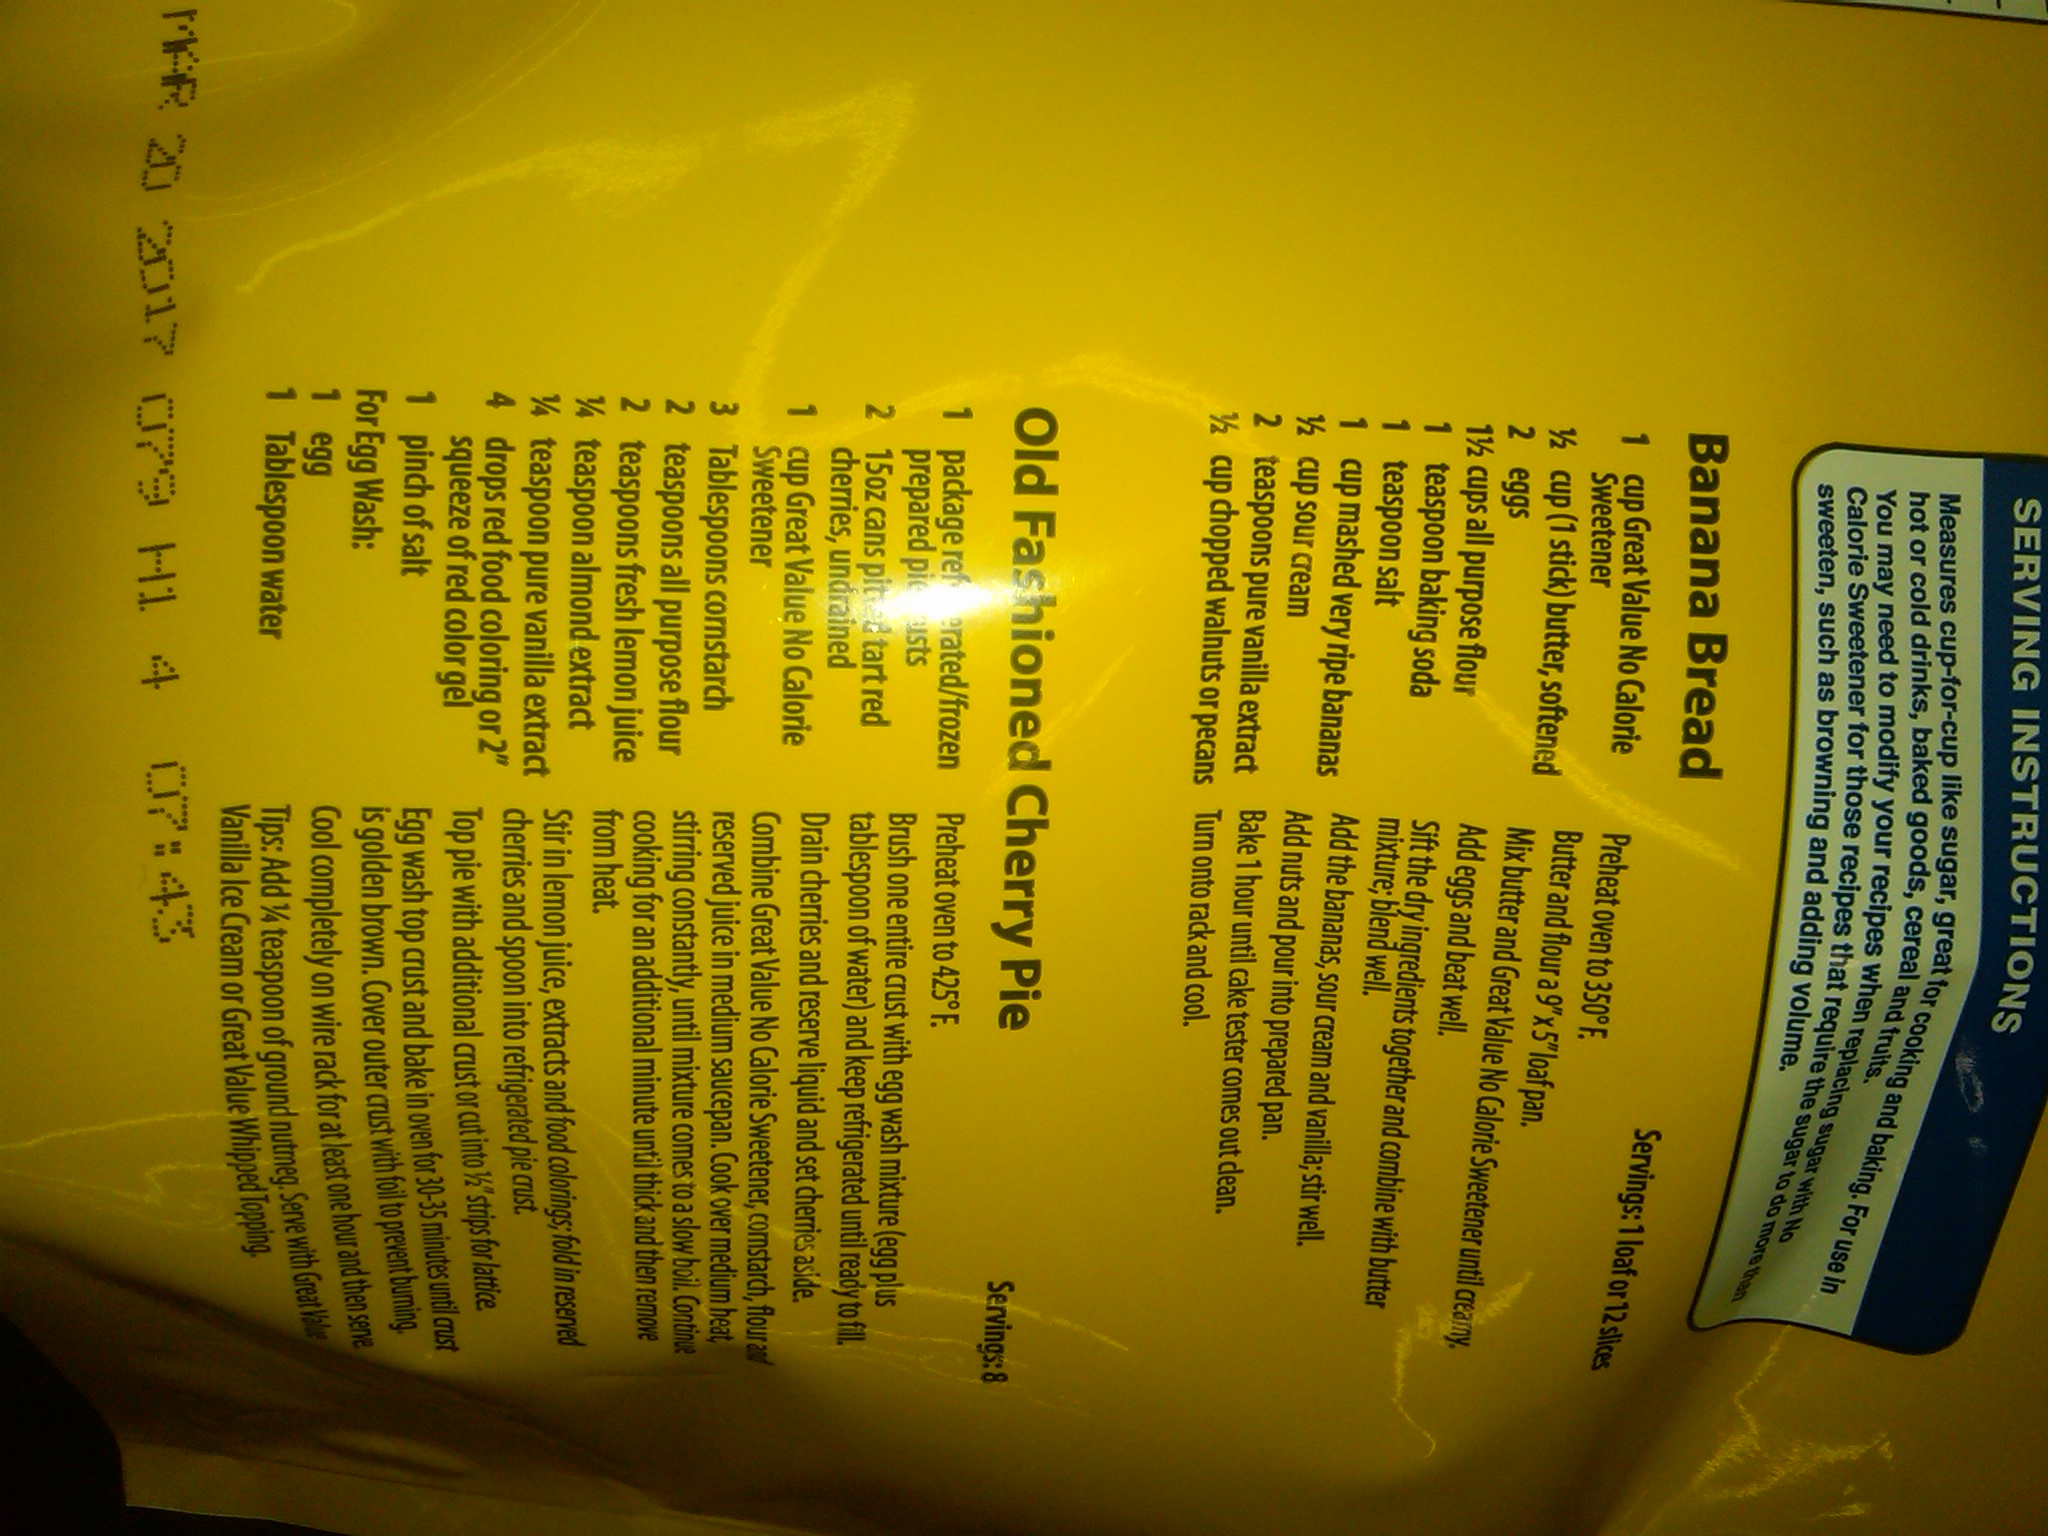 SERVING INSTRUCTIONS
Measures cup-for-cup like sugar, great for cooking and baking. For use in
hot or cold drinks, baked goods, cereal and fruits.
You may need to modify your recipes when replacing sugar with No
Calorie Sweetener for those recipes that require the sugar to do more than
sweeten, such as browning and adding volume.
Banana Bread
Servings: 1 loaf or 12 slices
1 cup Great Value No Calorie
Sweetener
½ cup (1 stick) butter, softened
2 eggs
1½ cups all purpose flour
1 teaspoon baking soda
1 teaspoon salt
1 cup mashed very ripe bananas
½ cup sour cream
2 teaspoons pure vanilla extract
½ cup chopped walnuts or pecans
Preheat oven to 350° F.
Butter and flour a 9" x 5" loaf pan.
Mix butter and Great Value No Calorie Sweetener until creamy.
Add eggs and beat well.
Sift the dry ingredients together and combine with butter
mixture; blend well.
Add the bananas, sour cream and vanilla; stir well.
Add nuts and pour into prepared pan.
Bake 1 hour until cake tester comes out clean.
Turn onto rack and cool.
Old Fashioned Cherry Pie
Servings: 8
1 package refrigerated/frozen
prepared pie crusts
2 15oz cans pitted tart red
cherries, undrained
1 cup Great Value No Calorie
Sweetener
3 Tablespoons cornstarch
2 teaspoons all purpose flour
2 teaspoons fresh lemon juice
¼ teaspoon almond extract
¼ teaspoon pure vanilla extract
4 drops red food coloring or 2"
squeeze of red color gel
1 pinch of salt
For Egg Wash:
1 egg
1 Tablespoon water
Preheat oven to 425° F.
Brush one entire crust with egg wash mixture (egg plus
tablespoon of water) and keep refrigerated until ready to fill.
Drain cherries and reserve liquid and set cherries aside.
Combine Great Value No Calorie Sweetener, cornstarch, flour and
reserved juice in medium saucepan. Cook over medium heat,
stirring constantly, until mixture comes to a slow boil. Continue
cooking for an additional minute until thick and then remove
from heat.
Stir in lemon juice, extracts and food colorings; fold in reserved
cherries and spoon into refrigerated pie crust.
Top pie with additional crust or cut into ½" strips for lattice.
Egg wash top crust and bake in oven for 30-35 minutes until crust
is golden brown. Cover outer crust with foil to prevent burning.
Cool completely on wire rack for at least one hour and then serve.
Tips: Add ¼ teaspoon of ground nutmeg. Serve with Great Value
Vanilla Ice Cream or Great Value Whipped Topping.
20 2017 079 H1 4 07:43